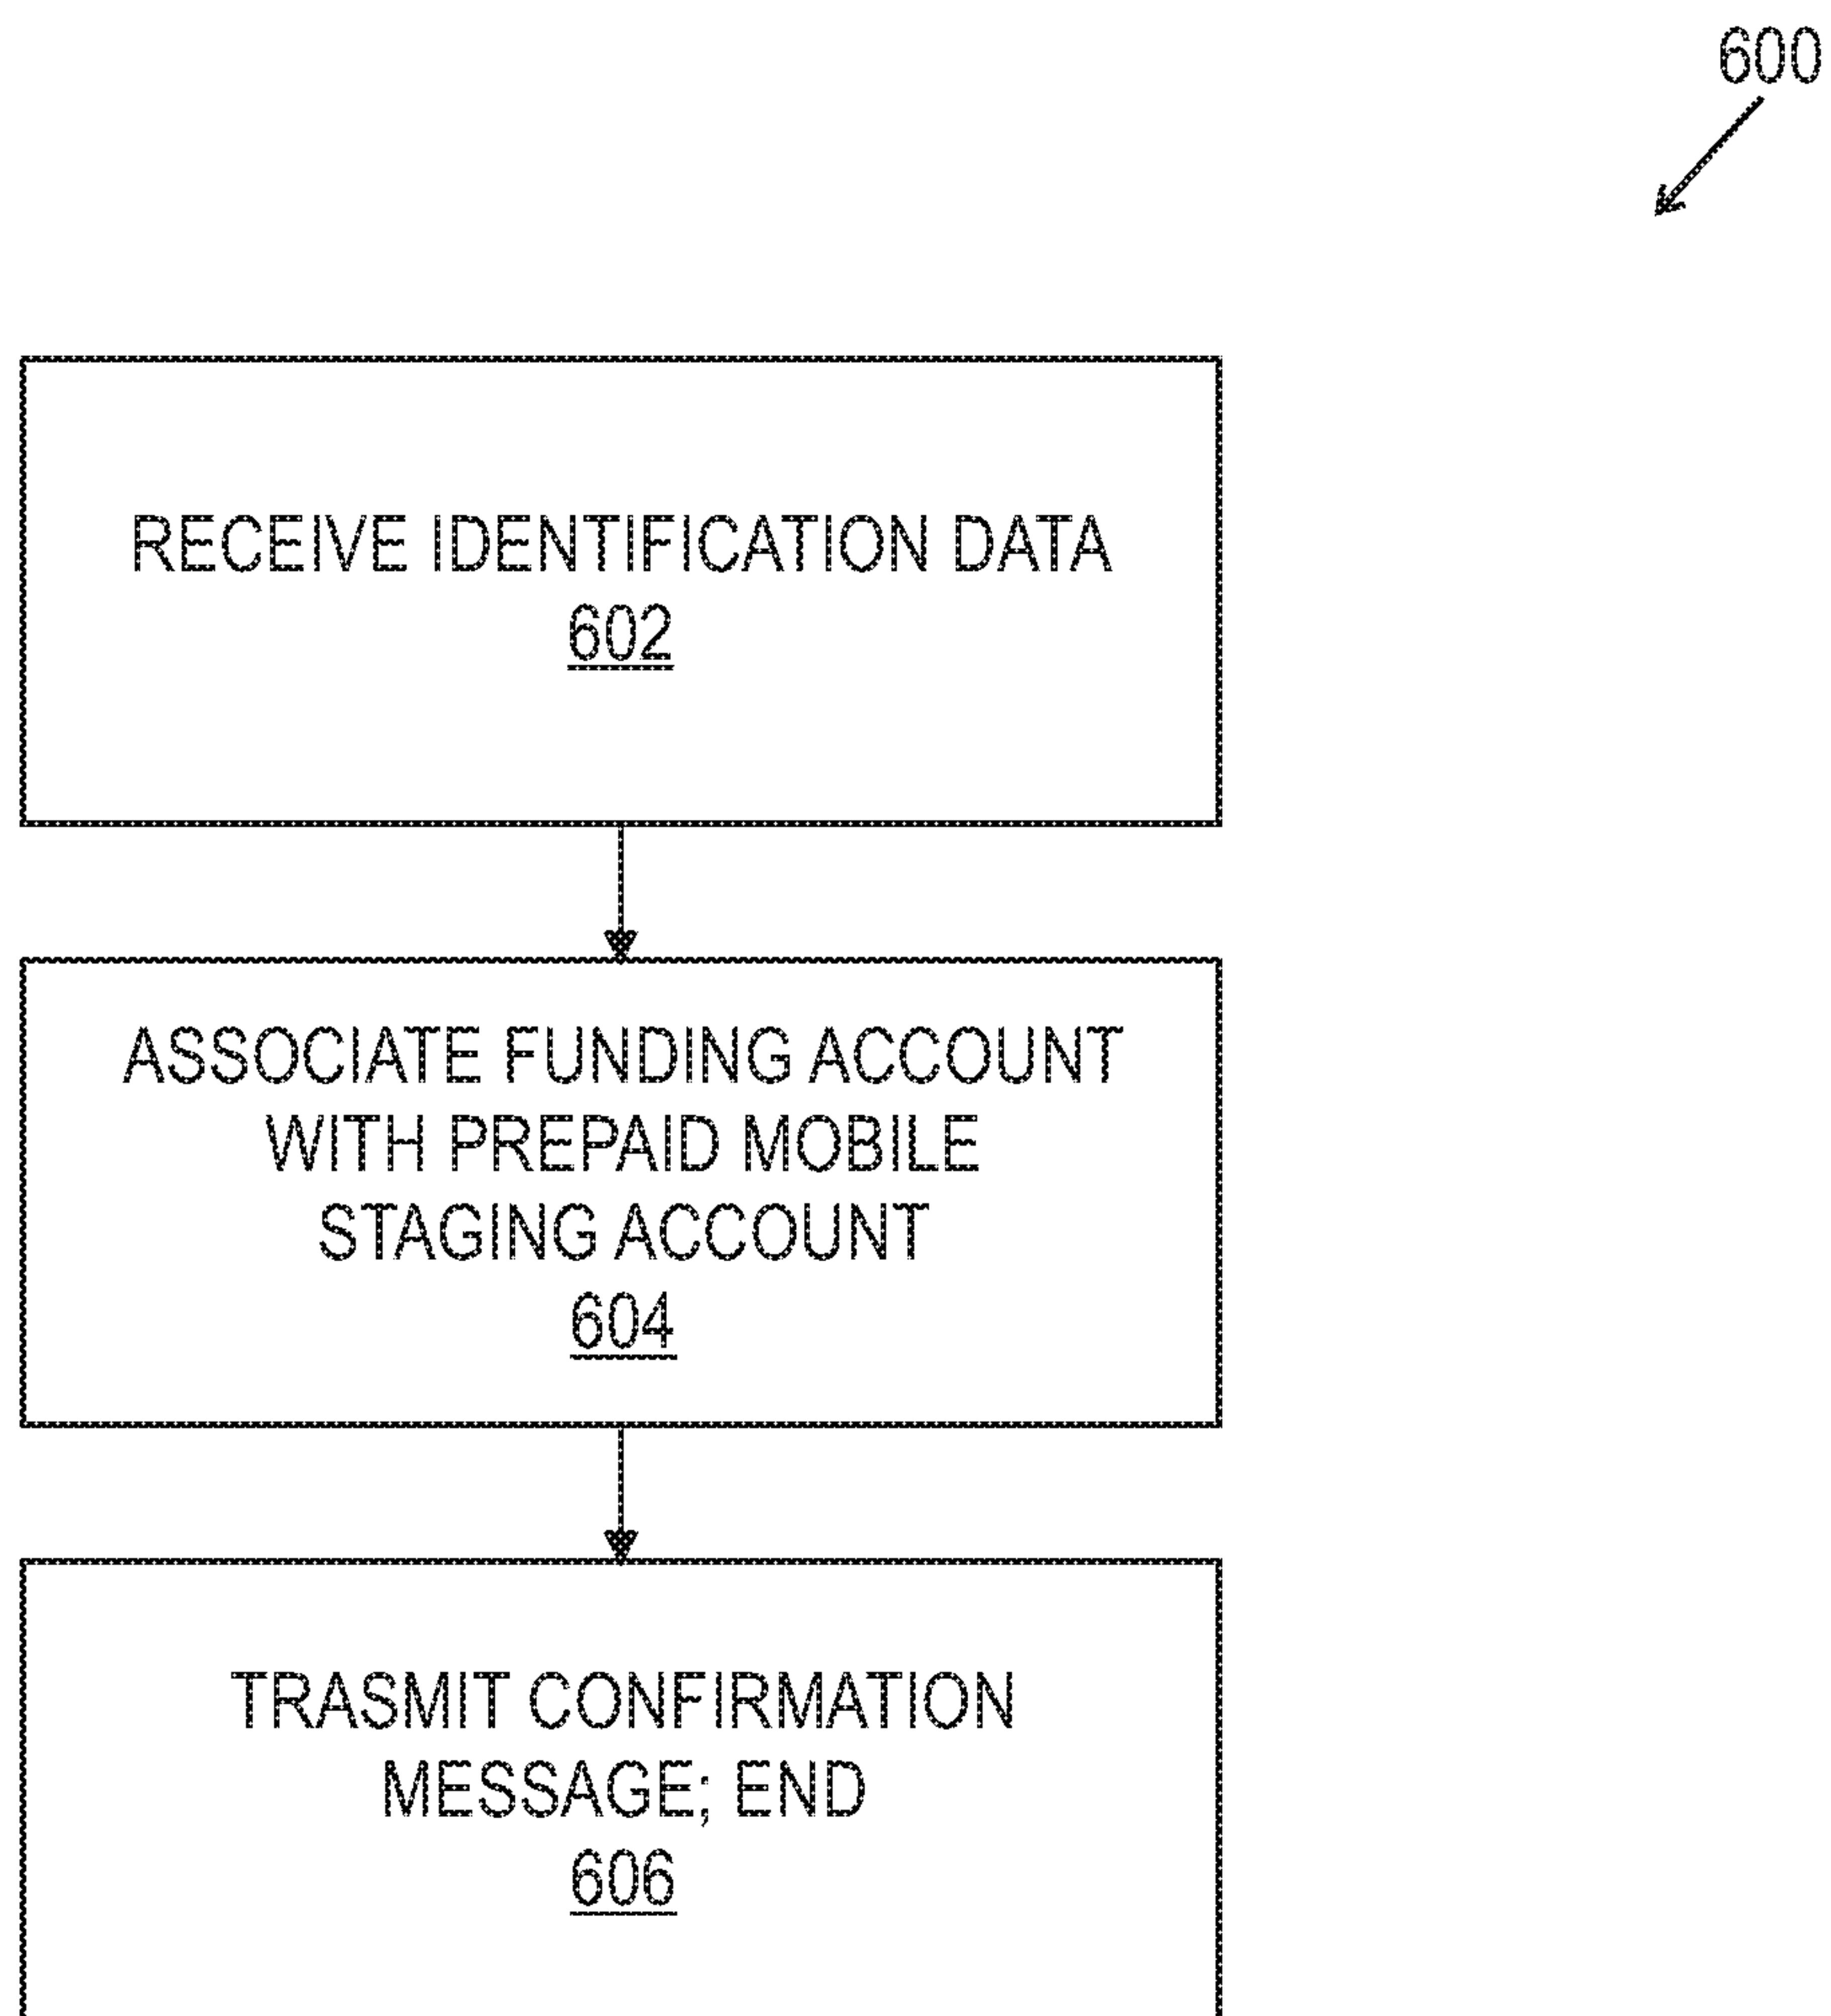 600
RECEIVE IDENTIFICATION DATA
602
ASSOCIATE FUNDING ACCOUNT
WITH PREPAID MOBILE
STAGING ACCOUNT
604
TRASMIT CONFIRMATION
MESSAGE; END
606